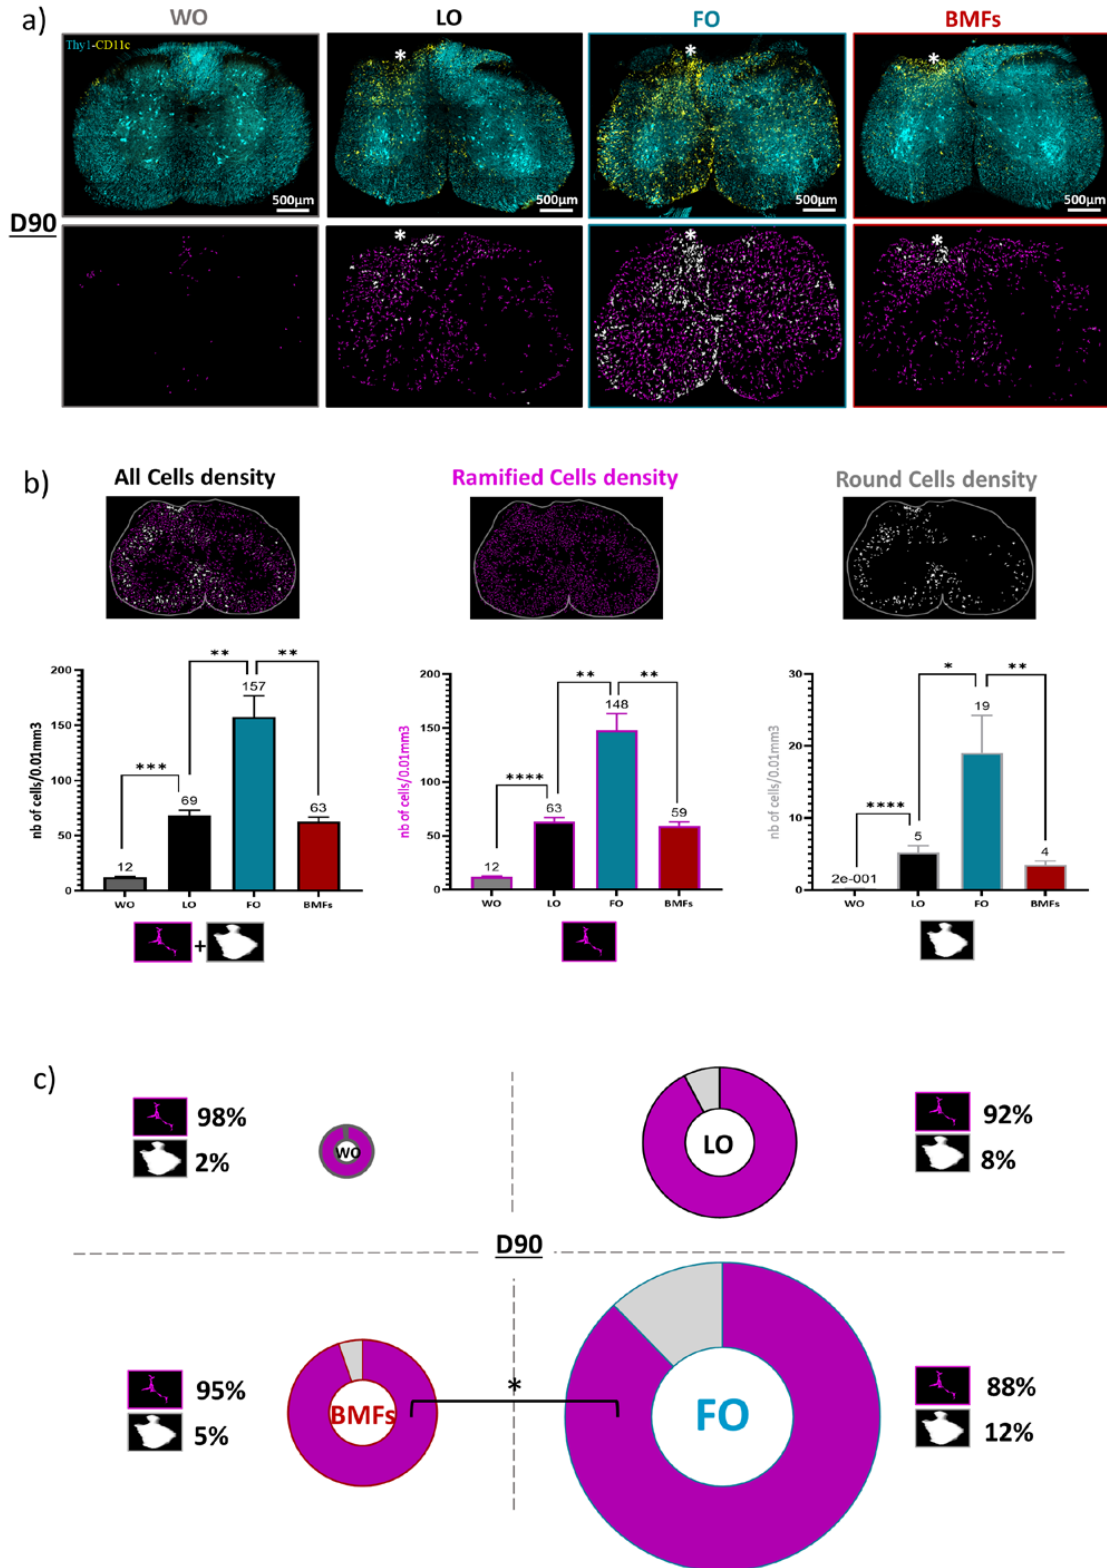 a)
WO LO FO BMFs
Thy1-CD11c
* * *
500µm 500µm 500µm 500µm
D90
* * *
b)
All Cells density Ramified Cells density Round Cells density
nb of cells/0.01mm3
200
150
100
50
0
** **
157
***
69
63
12
WO LO FO BMFs
+
nb of cells/0.01mm3
200
150
100
50
0
** **
148
****
63
59
12
WO LO FO BMFs
nb of cells/0.01mm3
30
20
10
0
* **
19
****
5
4
2e-001
WO LO FO BMFs
c)
98%
2%
WO
LO
92%
8%
D90
95%
5%
BMFs
*
FO
88%
12%